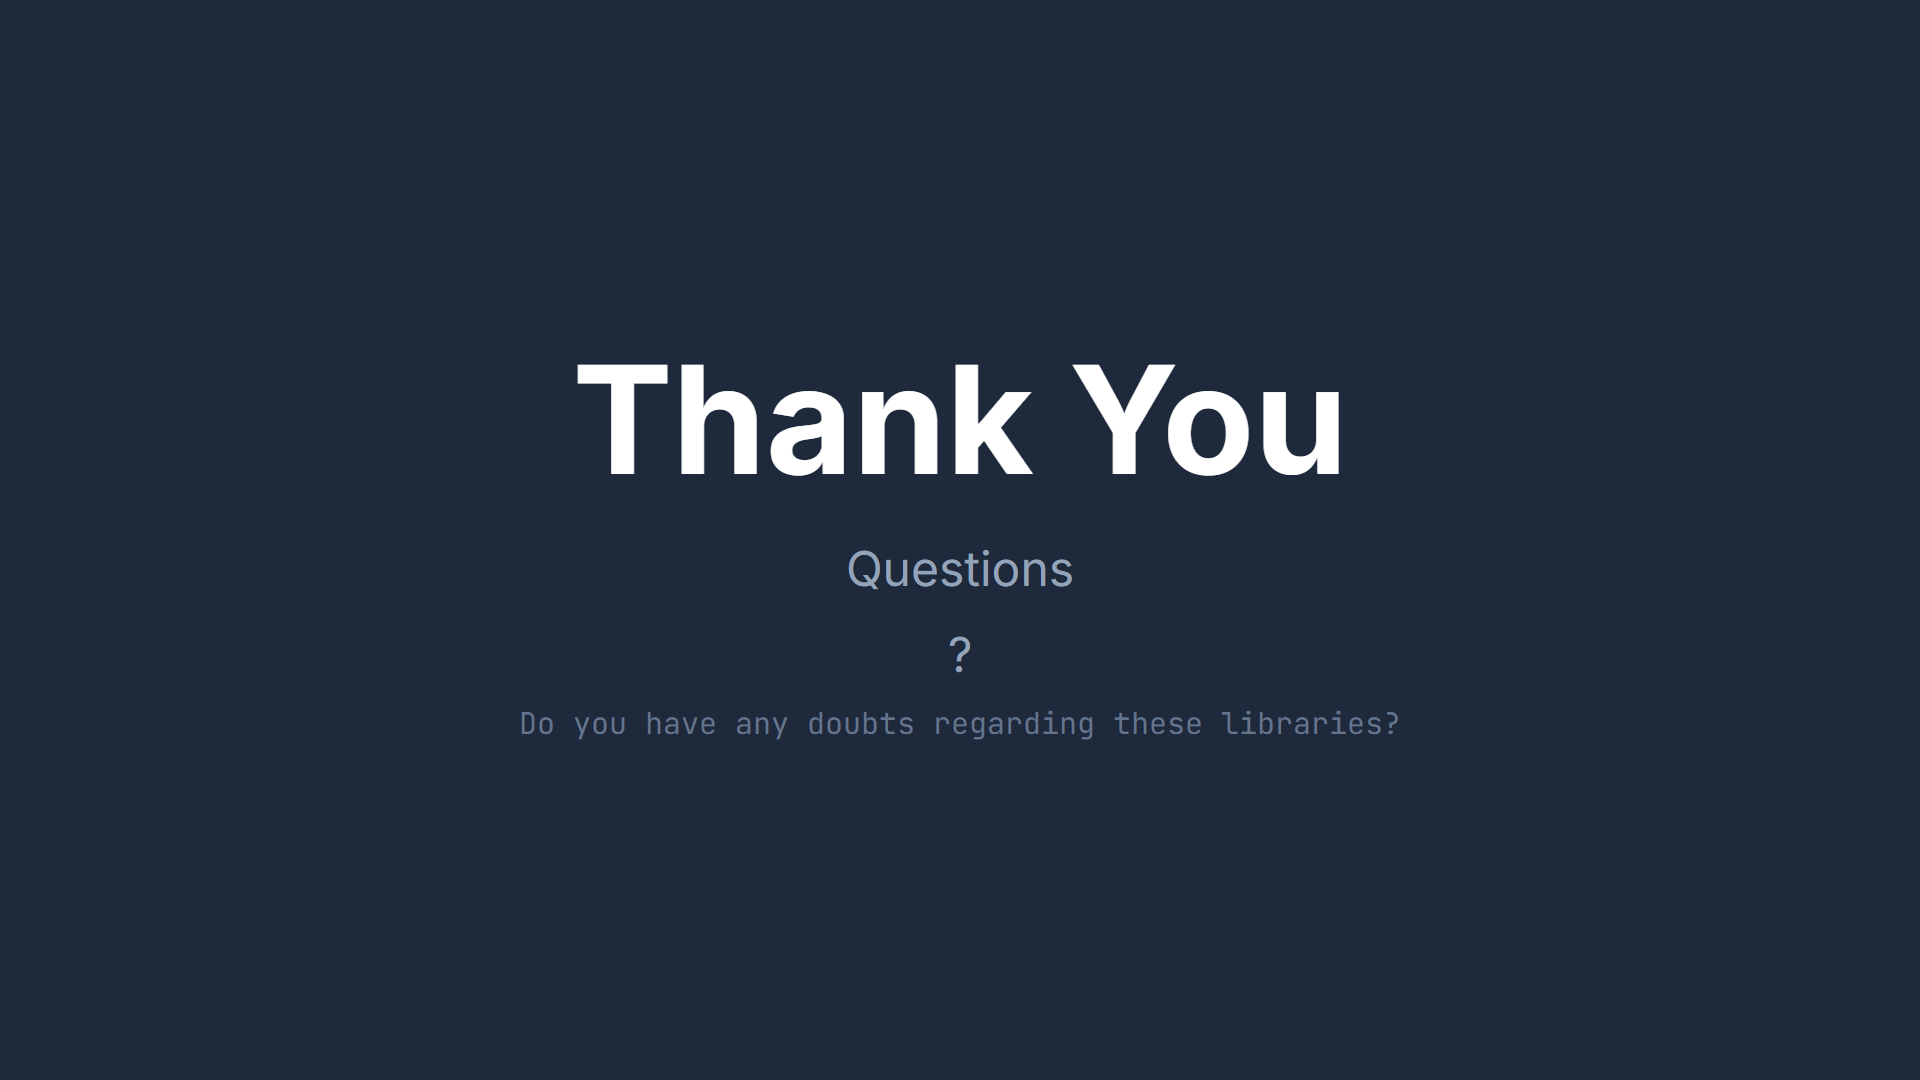 Thank You
Questions
?
Do you have any doubts regarding these libraries?